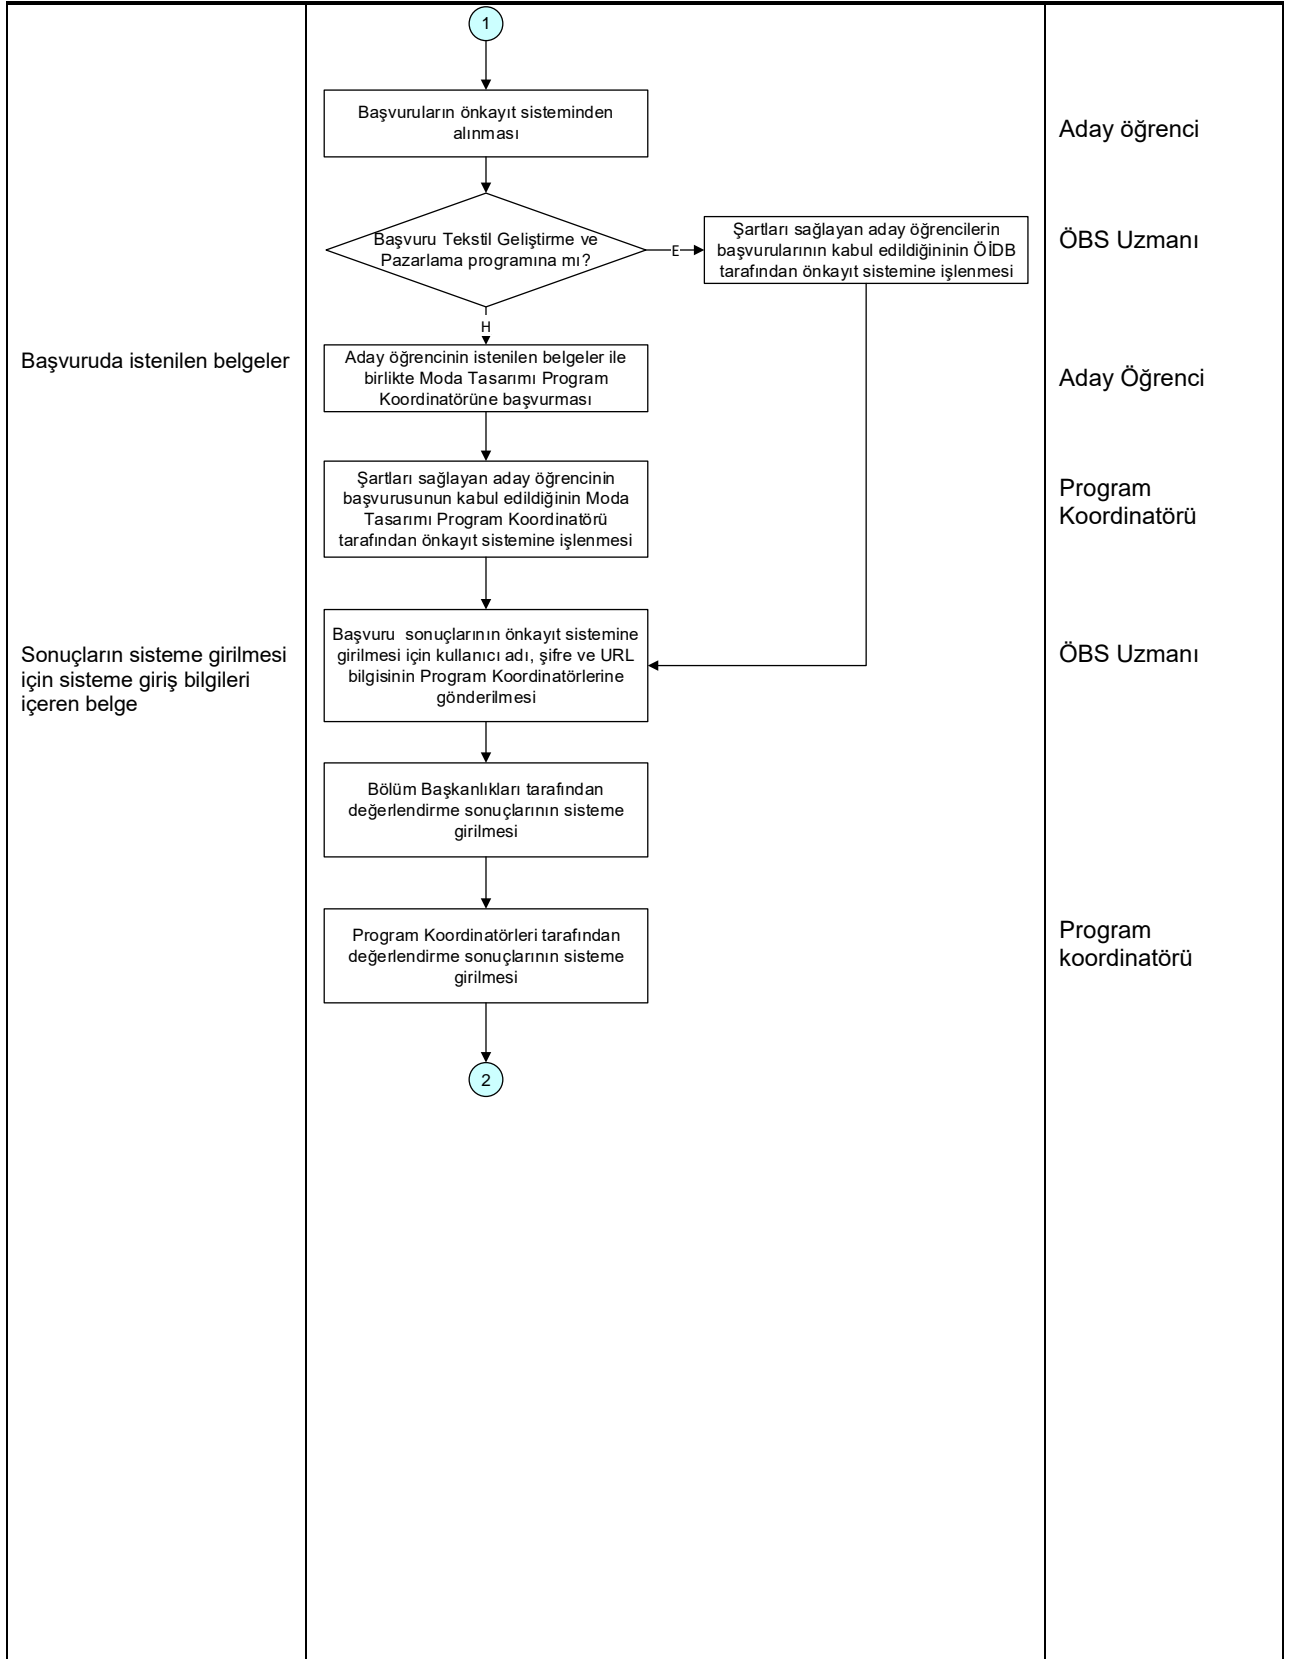 1
Başvuruların önkayıt sisteminden
alınması
Aday öğrenci
Başvuru Tekstil Geliştirme ve
Pazarlama programına mı?
E
Şartları sağlayan aday öğrencilerin
başvurularının kabul edildiğininin ÖİDB
tarafından önkayıt sistemine işlenmesi
ÖBS Uzmanı
H
Başvuruda istenilen belgeler
Aday öğrencinin istenilen belgeler ile
birlikte Moda Tasarımı Program
Koordinatörüne başvurması
Aday Öğrenci
Şartları sağlayan aday öğrencinin
başvurusunun kabul edildiğinin Moda
Tasarımı Program Koordinatörü
tarafından önkayıt sistemine işlenmesi
Program
Koordinatörü
Sonuçların sisteme girilmesi
için sisteme giriş bilgileri
içeren belge
Başvuru  sonuçlarının önkayıt sistemine
girilmesi için kullanıcı adı, şifre ve URL
bilgisinin Program Koordinatörlerine
gönderilmesi
ÖBS Uzmanı
Bölüm Başkanlıkları tarafından
değerlendirme sonuçlarının sisteme
girilmesi
Program Koordinatörleri tarafından
değerlendirme sonuçlarının sisteme
girilmesi
Program
koordinatörü
2